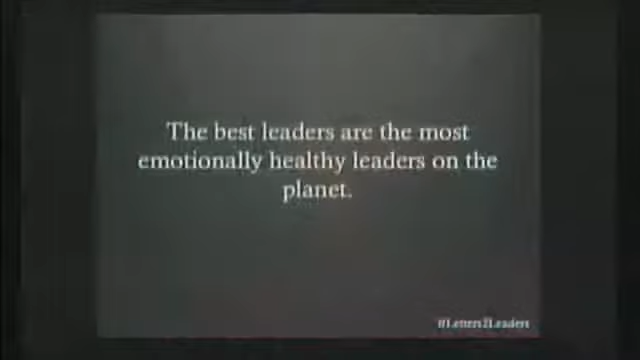 The best leaders are the most
emotionally healthy leaders on the
planet.
#Letters2Leaders